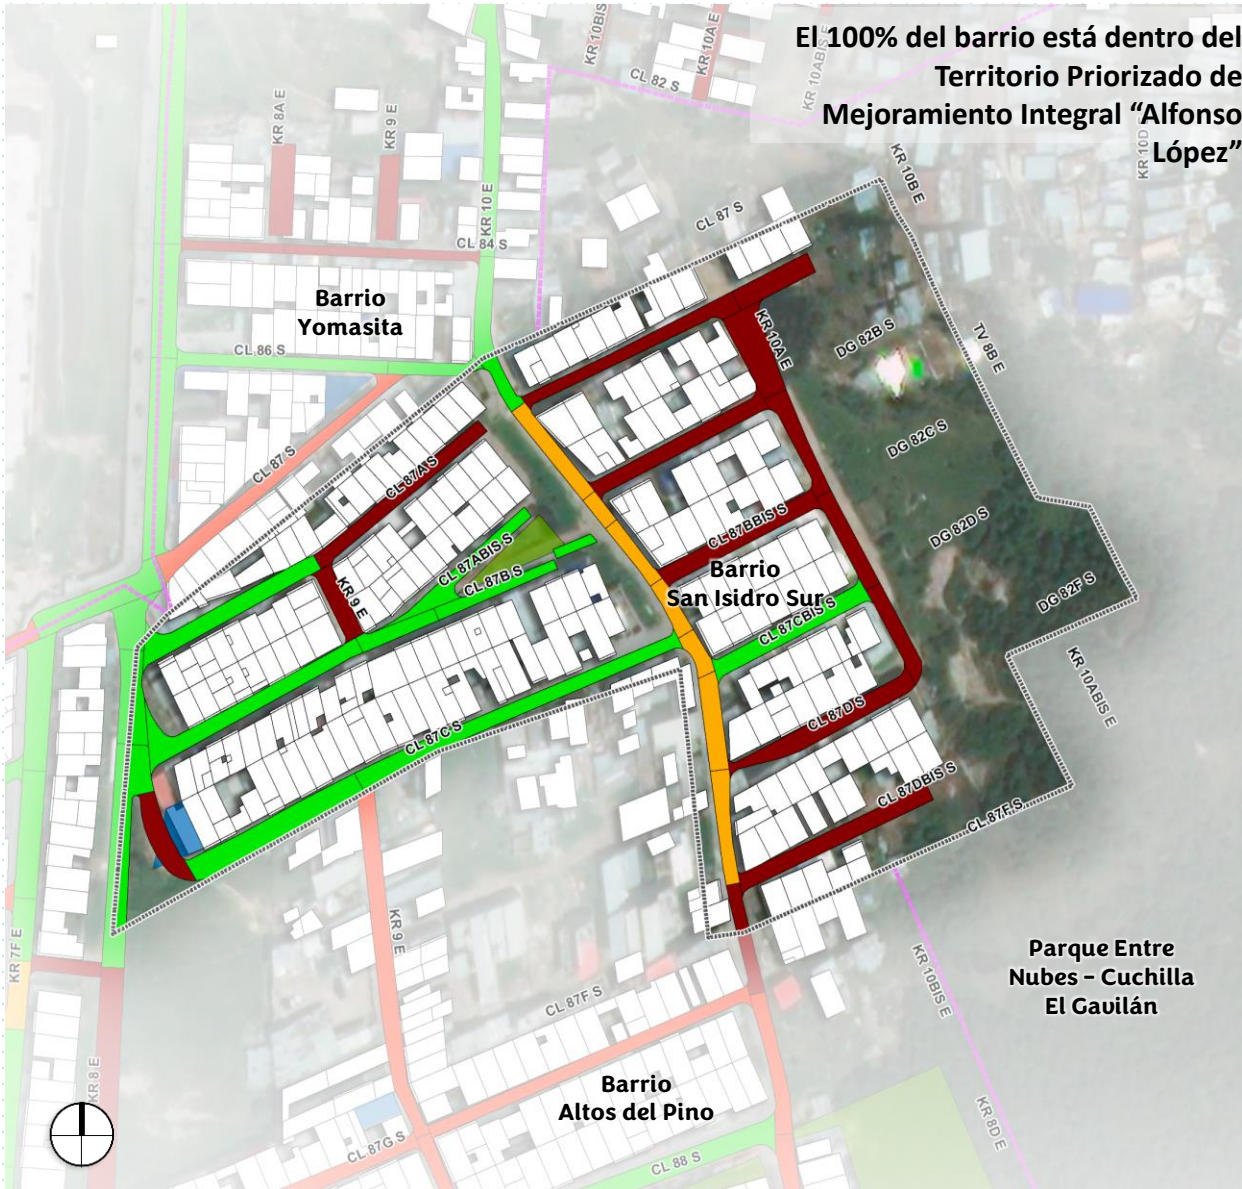 El 100% del barrio está dentro del
Territorio Priorizado de
Mejoramiento Integral “Alfonso
López”
KR 10BIS E
KR 10A E
KR 10ABIS E
CL 82 S
KR 8A E
KR 9 E
KR 10D
KR 10B E
KR 10 E
CL 87 S
CL 84 S
Barrio
Yomasita
CL 86 S
KR 10A E
DG 82B S
TV 8B E
CL 87 S
CL 87A S
DG 82C S
CL 87BBIS S
DG 82D S
CL 87ABIS S
CL 87B S
KR 9 E
Barrio
San Isidro Sur
CL 87CBIS S
DG 82F S
KR 10ABIS E
CL 87D S
CL 87C S
CL 87DBIS S
CL 87F S
KR 7F E
KR 9 E
Parque Entre
Nubes – Cuchilla
El Gavilán
KR 10BIS E
CL 87F S
KR 8 E
Barrio
Altos del Pino
KR 8D E
CL 87G S
CL 88 S